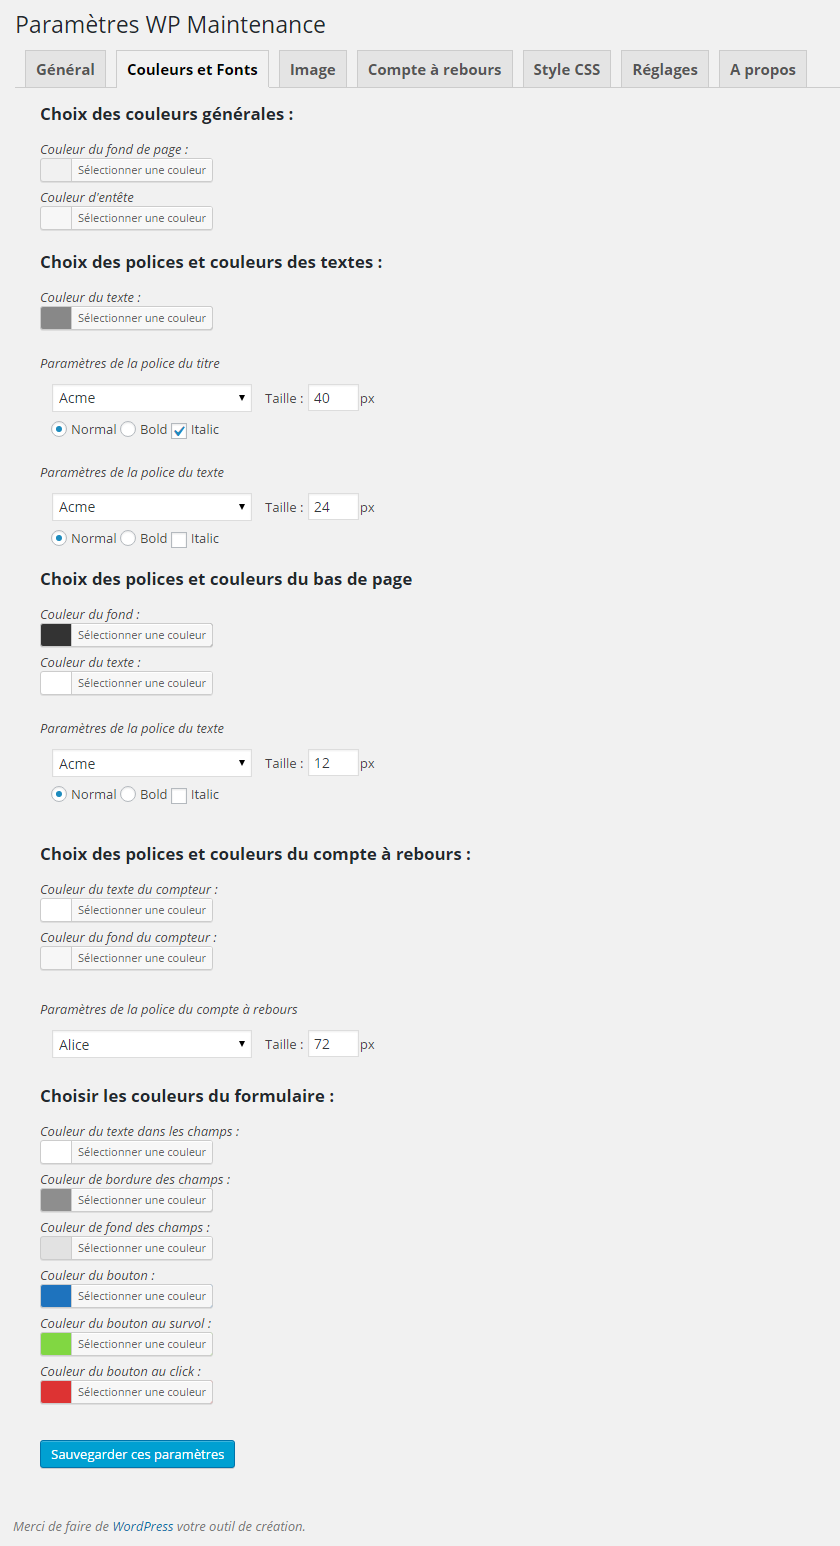 Paramètres WP Maintenance
Général Couleurs et Fonts Image Compte à rebours Style CSS Réglages A propos
Choix des couleurs générales :
Couleur du fond de page :
Sélectionner une couleur
Couleur d'entête
Sélectionner une couleur
Choix des polices et couleurs des textes :
Couleur du texte :
Sélectionner une couleur
Paramètres de la police du titre
Acme Taille : 40 px
Normal Bold Italic
Paramètres de la police du texte
Acme Taille : 24 px
Normal Bold Italic
Choix des polices et couleurs du bas de page
Couleur du fond :
Sélectionner une couleur
Couleur du texte :
Sélectionner une couleur
Paramètres de la police du texte
Acme Taille : 12 px
Normal Bold Italic
Choix des polices et couleurs du compte à rebours :
Couleur du texte du compteur :
Sélectionner une couleur
Couleur du fond du compteur :
Sélectionner une couleur
Paramètres de la police du compte à rebours
Alice Taille : 72 px
Choisir les couleurs du formulaire :
Couleur du texte dans les champs :
Sélectionner une couleur
Couleur de bordure des champs :
Sélectionner une couleur
Couleur de fond des champs :
Sélectionner une couleur
Couleur du bouton :
Sélectionner une couleur
Couleur du bouton au survol :
Sélectionner une couleur
Couleur du bouton au click :
Sélectionner une couleur
Sauvegarder ces paramètres
Merci de faire de WordPress votre outil de création.